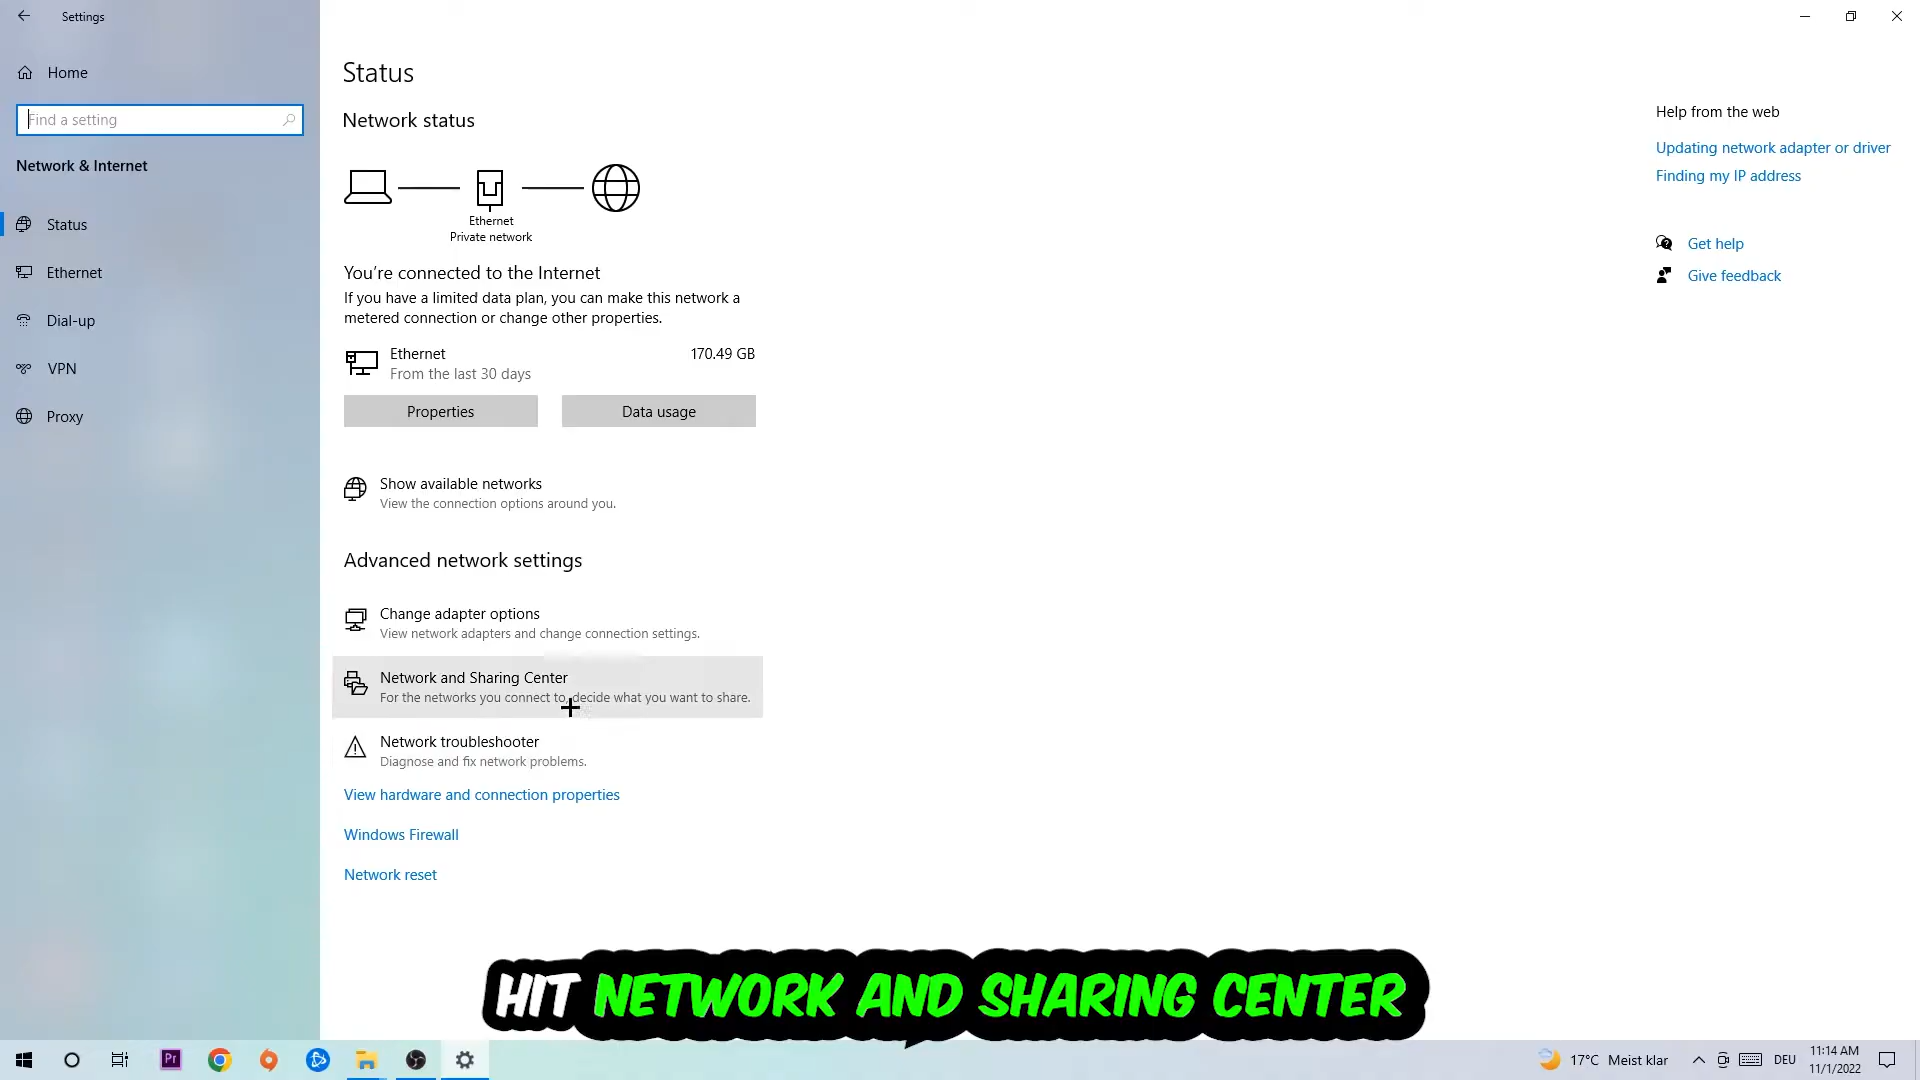 Settings
Home
Find a setting
Network & Internet
Status
Ethernet
Dial-up
VPN
Proxy
Status
Network status
Ethernet
Private network
You're connected to the Internet
If you have a limited data plan, you can make this network a
metered connection or change other properties.
Ethernet
170.49 GB
From the last 30 days
Properties
Data usage
Show available networks
View the connection options around you.
Advanced network settings
Change adapter options
View network adapters and change connection settings.
Network and Sharing Center
For the networks you connect to, decide what you want to share.
Network troubleshooter
Diagnose and fix network problems.
View hardware and connection properties
Windows Firewall
Network reset
Help from the web
Updating network adapter or driver
Finding my IP address
Get help
Give feedback
HIT NETWORK AND SHARING CENTER
Pr
17°C Meist klar
DEU
11:14 AM
11/1/2022